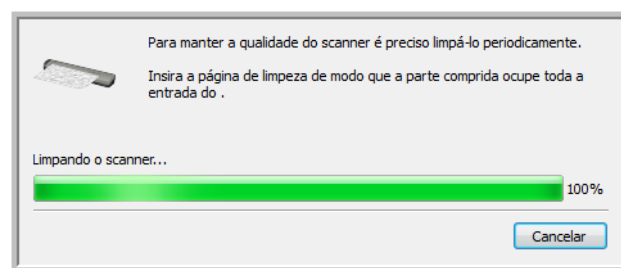 Para manter a qualidade do scanner é preciso limpá-lo periodicamente.
Insira a página de limpeza de modo que a parte comprida ocupe toda a
entrada do .
Limpando o scanner...
100%
Cancelar